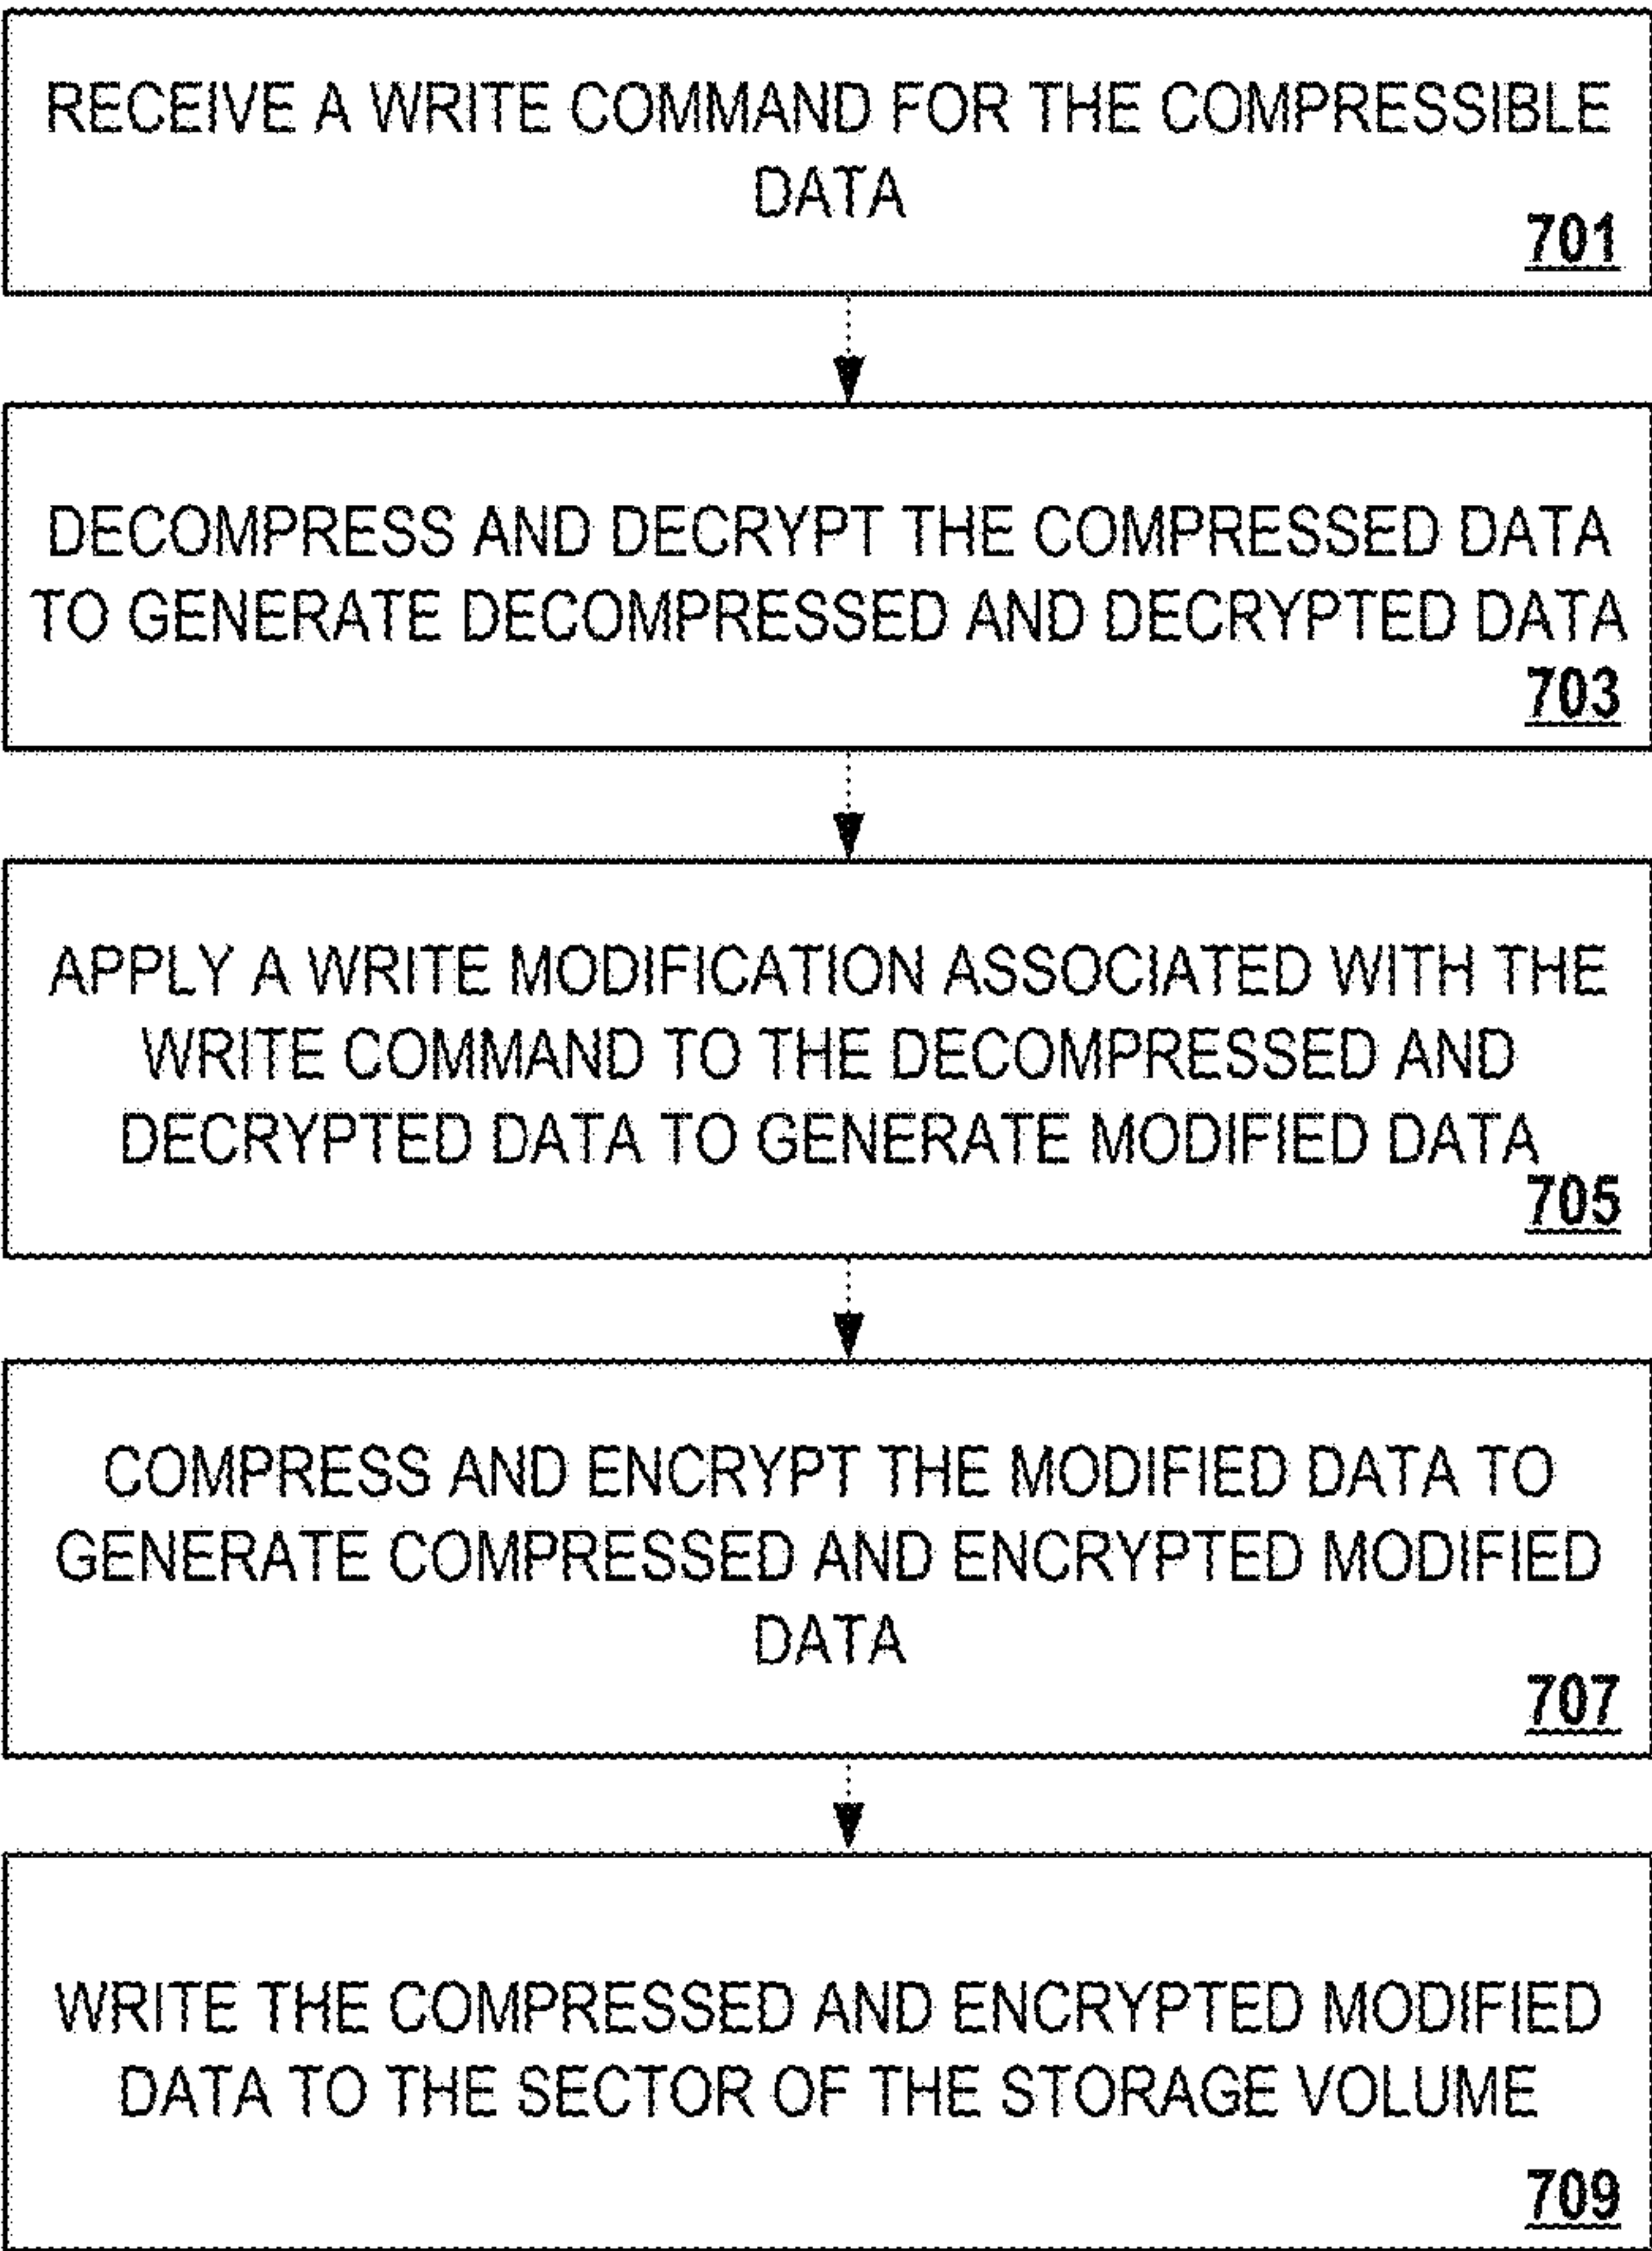 RECEIVE A WRITE COMMAND FOR THE COMPRESSIBLE
DATA
701
DECOMPRESS AND DECRYPT THE COMPRESSED DATA
TO GENERATE DECOMPRESSED AND DECRYPTED DATA
703
APPLY A WRITE MODIFICATION ASSOCIATED WITH THE
WRITE COMMAND TO THE DECOMPRESSED AND
DECRYPTED DATA TO GENERATE MODIFIED DATA
705
COMPRESS AND ENCRYPT THE MODIFIED DATA TO
GENERATE COMPRESSED AND ENCRYPTED MODIFIED
DATA
707
WRITE THE COMPRESSED AND ENCRYPTED MODIFIED
DATA TO THE SECTOR OF THE STORAGE VOLUME
709